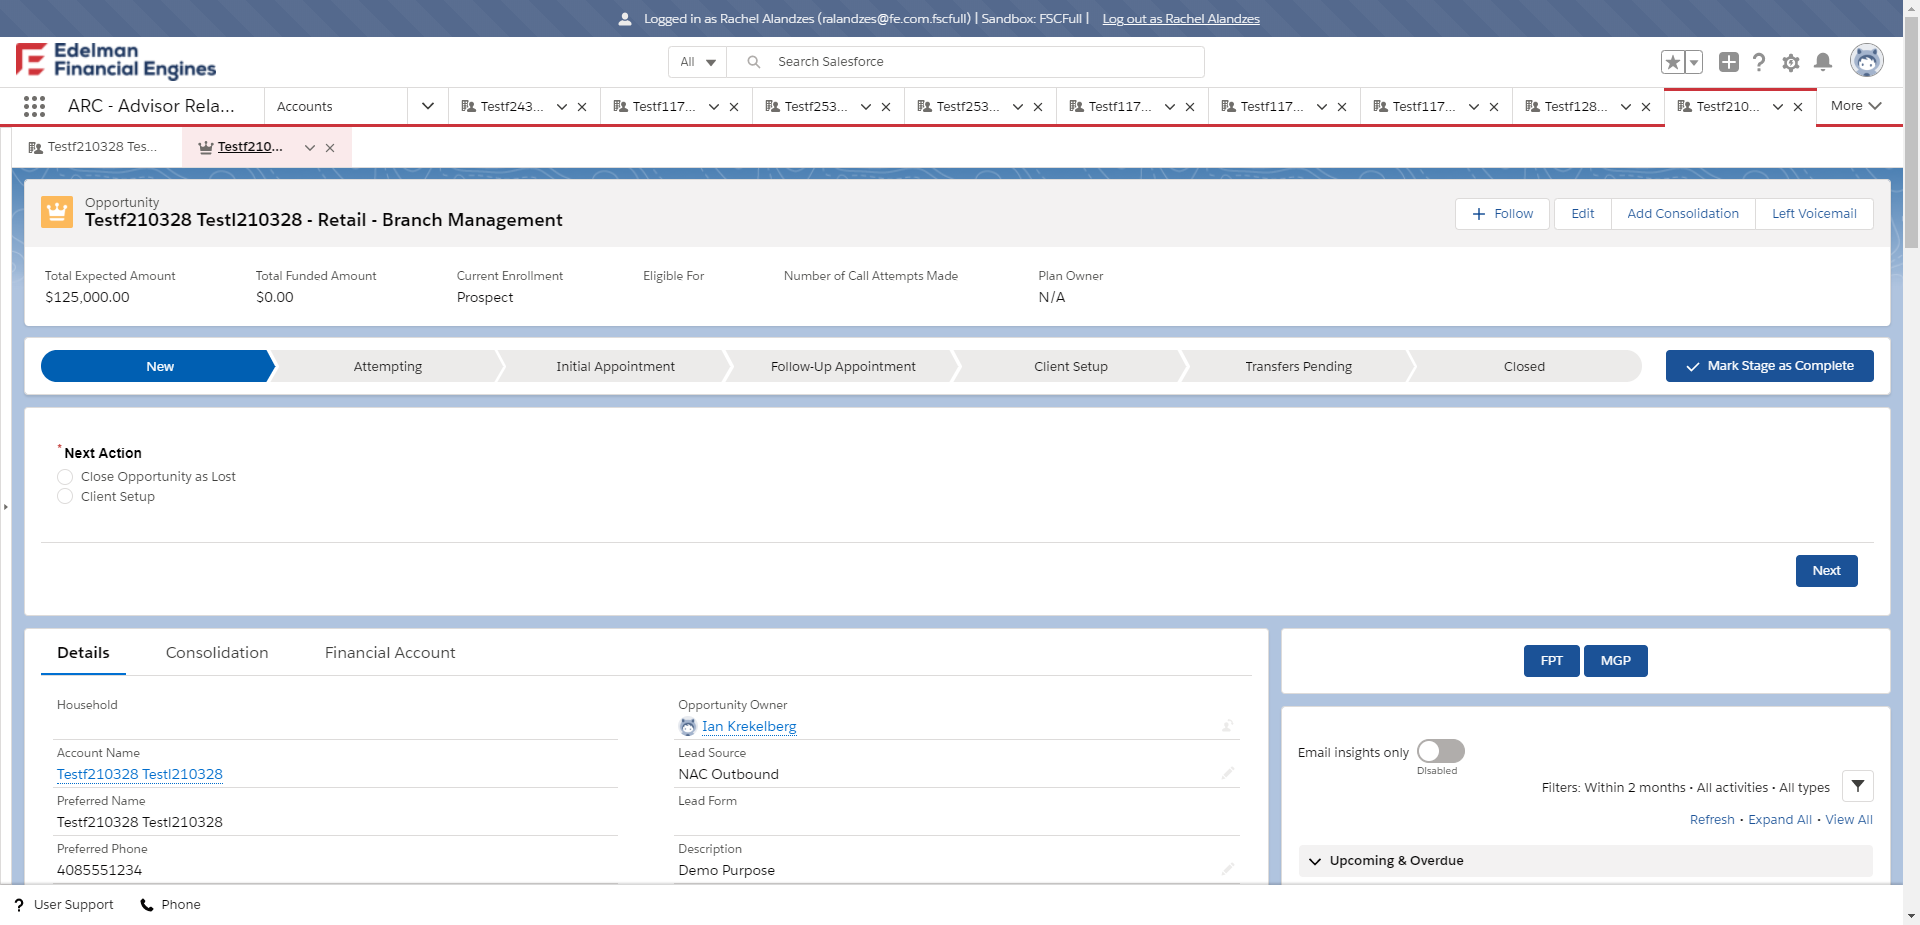 Logged in as Rachel Alandzes (ralandzes@fe.com.fscfull) | Sandbox: FSCFull | Log out as Rachel Alandzes
Edelman
Financial Engines
All
Search Salesforce
ARC - Advisor Rela...
Accounts
Testf243...
Testf117...
Testf253...
Testf253...
Testf117...
Testf117...
Testf117...
Testf128...
Testf210...
More
Testf210328 Tes...
Testf210...
Opportunity
Testf210328 Testl210328 - Retail - Branch Management
Follow
Edit
Add Consolidation
Left Voicemail
Total Expected Amount
$125,000.00
Total Funded Amount
$0.00
Current Enrollment
Prospect
Eligible For
Number of Call Attempts Made
Plan Owner
N/A
New
Attempting
Initial Appointment
Follow-Up Appointment
Client Setup
Transfers Pending
Closed
Mark Stage as Complete
* Next Action
Close Opportunity as Lost
Client Setup
Next
Details
Consolidation
Financial Account
Household
Account Name
Testf210328 Testl210328
Preferred Name
Testf210328 Testl210328
Preferred Phone
4085551234
Opportunity Owner
Ian Krekelberg
Lead Source
NAC Outbound
Lead Form
Description
Demo Purpose
FPT
MGP
Email insights only
Disabled
Filters: Within 2 months • All activities • All types
Refresh • Expand All • View All
Upcoming & Overdue
? User Support
Phone